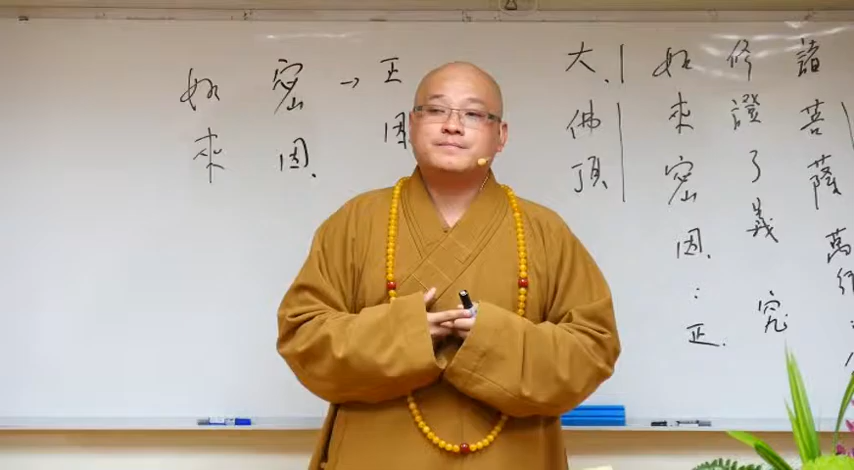 諸菩薩萬行
修證了義 究
如來密因.:正.
大.佛頂
正因
密因.→
如來